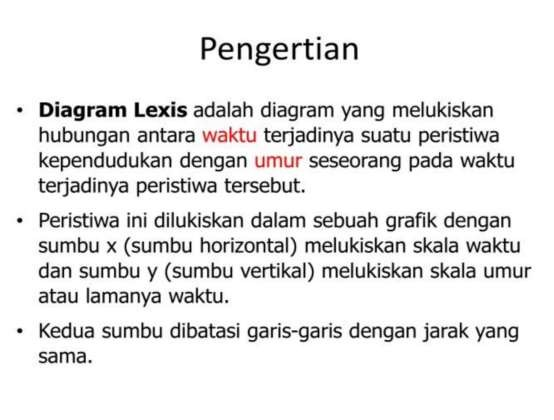 Pengertian
• Diagram Lexis adalah diagram yang melukiskan
hubungan antara waktu terjadinya suatu peristiwa
kependudukan dengan umur seseorang pada waktu
terjadinya peristiwa tersebut.
• Peristiwa ini dilukiskan dalam sebuah grafik dengan
sumbu x (sumbu horizontal) melukiskan skala waktu
dan sumbu y (sumbu vertikal) melukiskan skala umur
atau lamanya waktu.
• Kedua sumbu dibatasi garis-garis dengan jarak yang
sama.